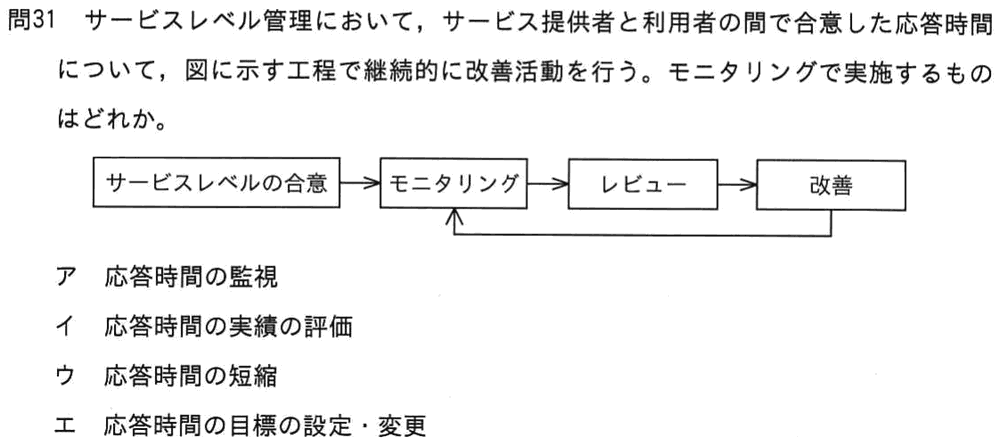 問31 サービスレベル管理において，サービス提供者と利用者の間で合意した応答時間
について，図に示す工程で継続的に改善活動を行う。モニタリングで実施するもの
はどれか。
サービスレベルの合意 モニタリング レビュー 改善
ア 応答時間の監視
イ 応答時間の実績の評価
ウ 応答時間の短縮
エ 応答時間の目標の設定・変更